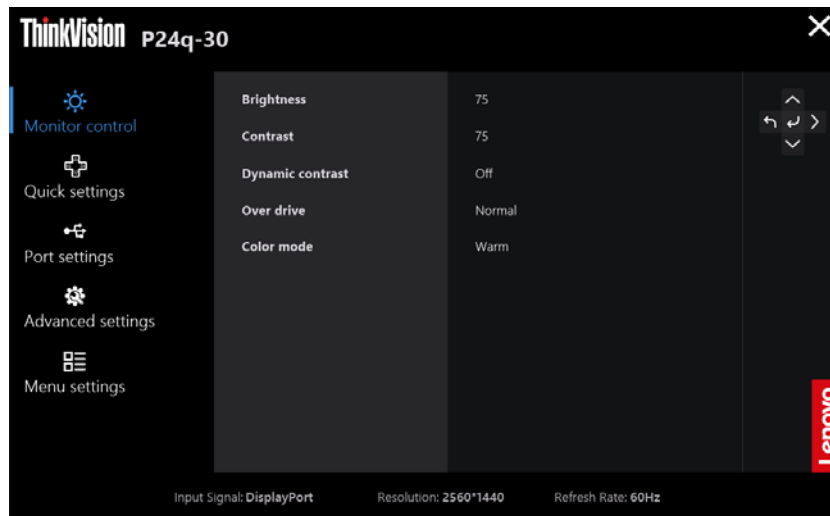 ThinkVision P24q-30
Monitor control
Quick settings
Port settings
Advanced settings
Menu settings
Brightness 75
Contrast 75
Dynamic contrast Off
Over drive Normal
Color mode Warm
Lenovo
Input Signal: DisplayPort Resolution: 2560*1440 Refresh Rate: 60Hz